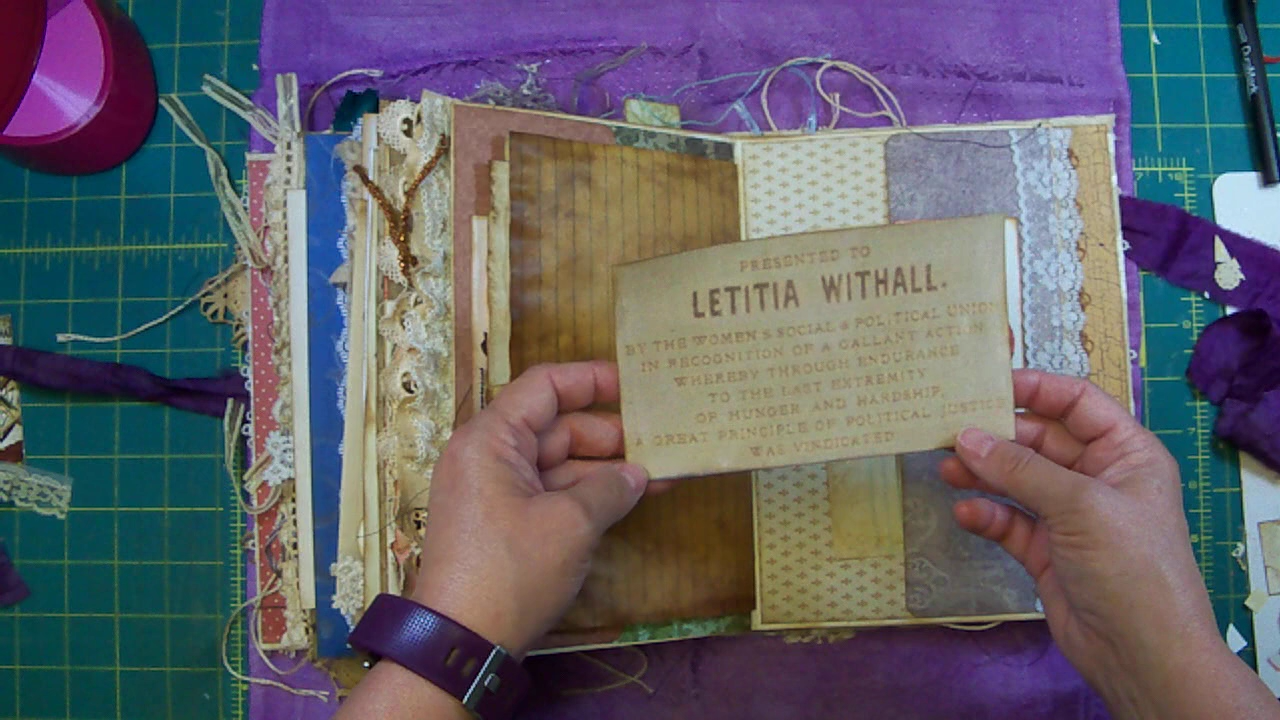 PRESENTED TO
LETITIA WITHALL.
BY THE WOMEN'S SOCIAL & POLITICAL UNION
IN RECOGNITION OF A GALLANT ACTION
WHEREBY THROUGH ENDURANCE
TO THE LAST EXTREMITY
OF HUNGER AND HARDSHIP,
A GREAT PRINCIPLE OF POLITICAL JUSTICE
WAS VINDICATED